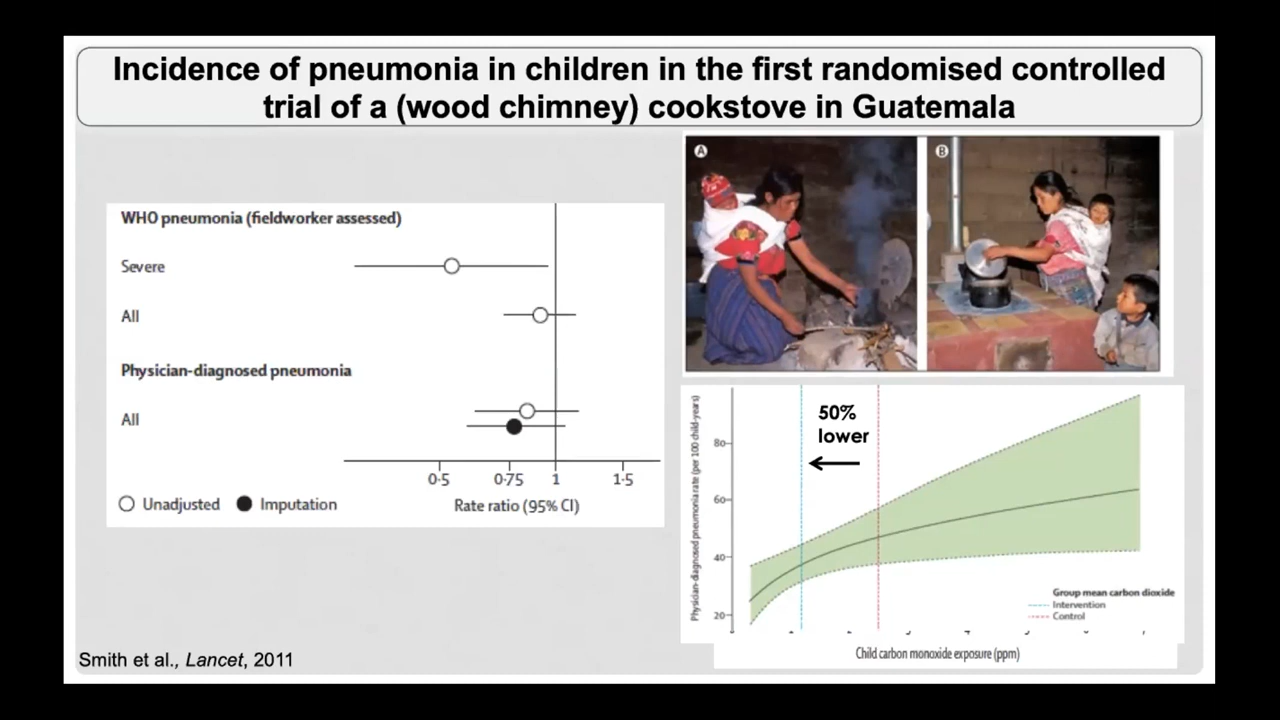 Incidence of pneumonia in children in the first randomised controlled
trial of a (wood chimney) cookstove in Guatemala
WHO pneumonia (fieldworker assessed)
Severe
All
Physician-diagnosed pneumonia
All
0·5 0·75 1 1·5
Unadjusted Imputation Rate ratio (95% CI)
A B
50%
lower
Physician-diagnosed pneumonia rate (per 100 child-years)
80
60
40
20
Group mean carbon dioxide
Intervention
Control
Child carbon monoxide exposure (ppm)
Smith et al., Lancet, 2011